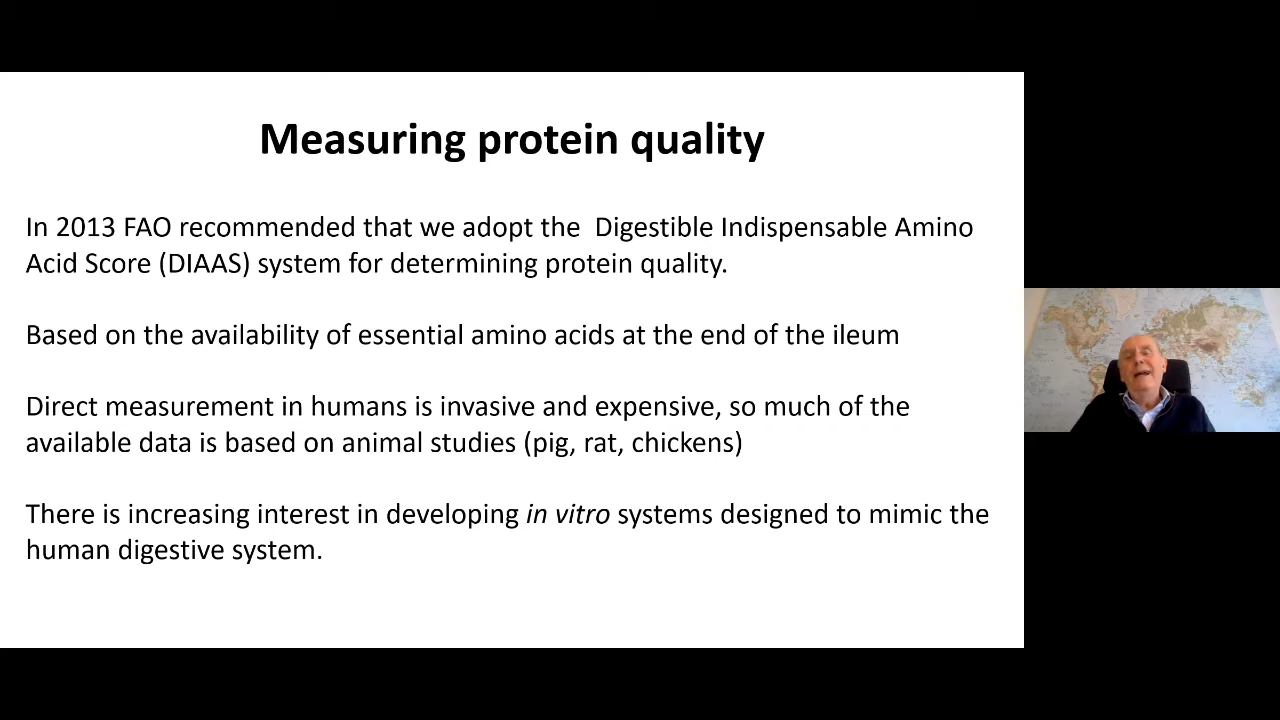 Measuring protein quality
In 2013 FAO recommended that we adopt the  Digestible Indispensable Amino
Acid Score (DIAAS) system for determining protein quality.
Based on the availability of essential amino acids at the end of the ileum
Direct measurement in humans is invasive and expensive, so much of the
available data is based on animal studies (pig, rat, chickens)
There is increasing interest in developing in vitro systems designed to mimic the
human digestive system.